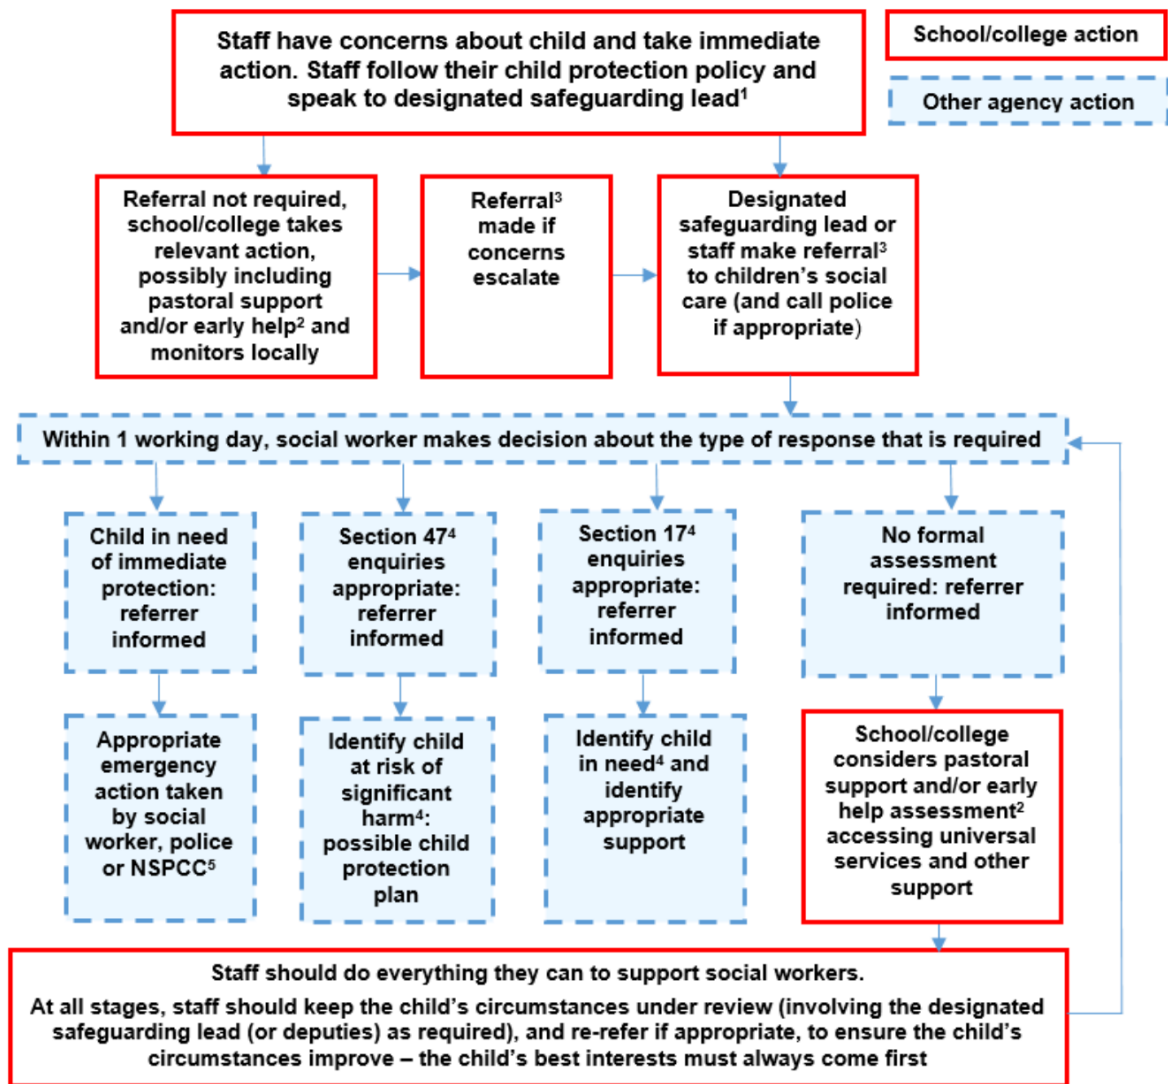 Staff have concerns about child and take immediate
action. Staff follow their child protection policy and
speak to designated safeguarding lead¹
School/college action
Other agency action
Referral not required,
school/college takes
relevant action,
possibly including
pastoral support
and/or early help² and
monitors locally
Referral³
made if
concerns
escalate
Designated
safeguarding lead or
staff make referral³
to children’s social
care (and call police
if appropriate)
Within 1 working day, social worker makes decision about the type of response that is required
Child in need
of immediate
protection:
referrer
informed
Section 47⁴
enquiries
appropriate:
referrer
informed
Section 17⁴
enquiries
appropriate:
referrer
informed
No formal
assessment
required: referrer
informed
Appropriate
emergency
action taken
by social
worker, police
or NSPCC⁵
Identify child
at risk of
significant
harm⁴:
possible child
protection
plan
Identify child
in need⁴ and
identify
appropriate
support
School/college
considers pastoral
support and/or early
help assessment²
accessing universal
services and other
support
Staff should do everything they can to support social workers.
At all stages, staff should keep the child’s circumstances under review (involving the designated
safeguarding lead (or deputies) as required), and re-refer if appropriate, to ensure the child’s
circumstances improve – the child’s best interests must always come first